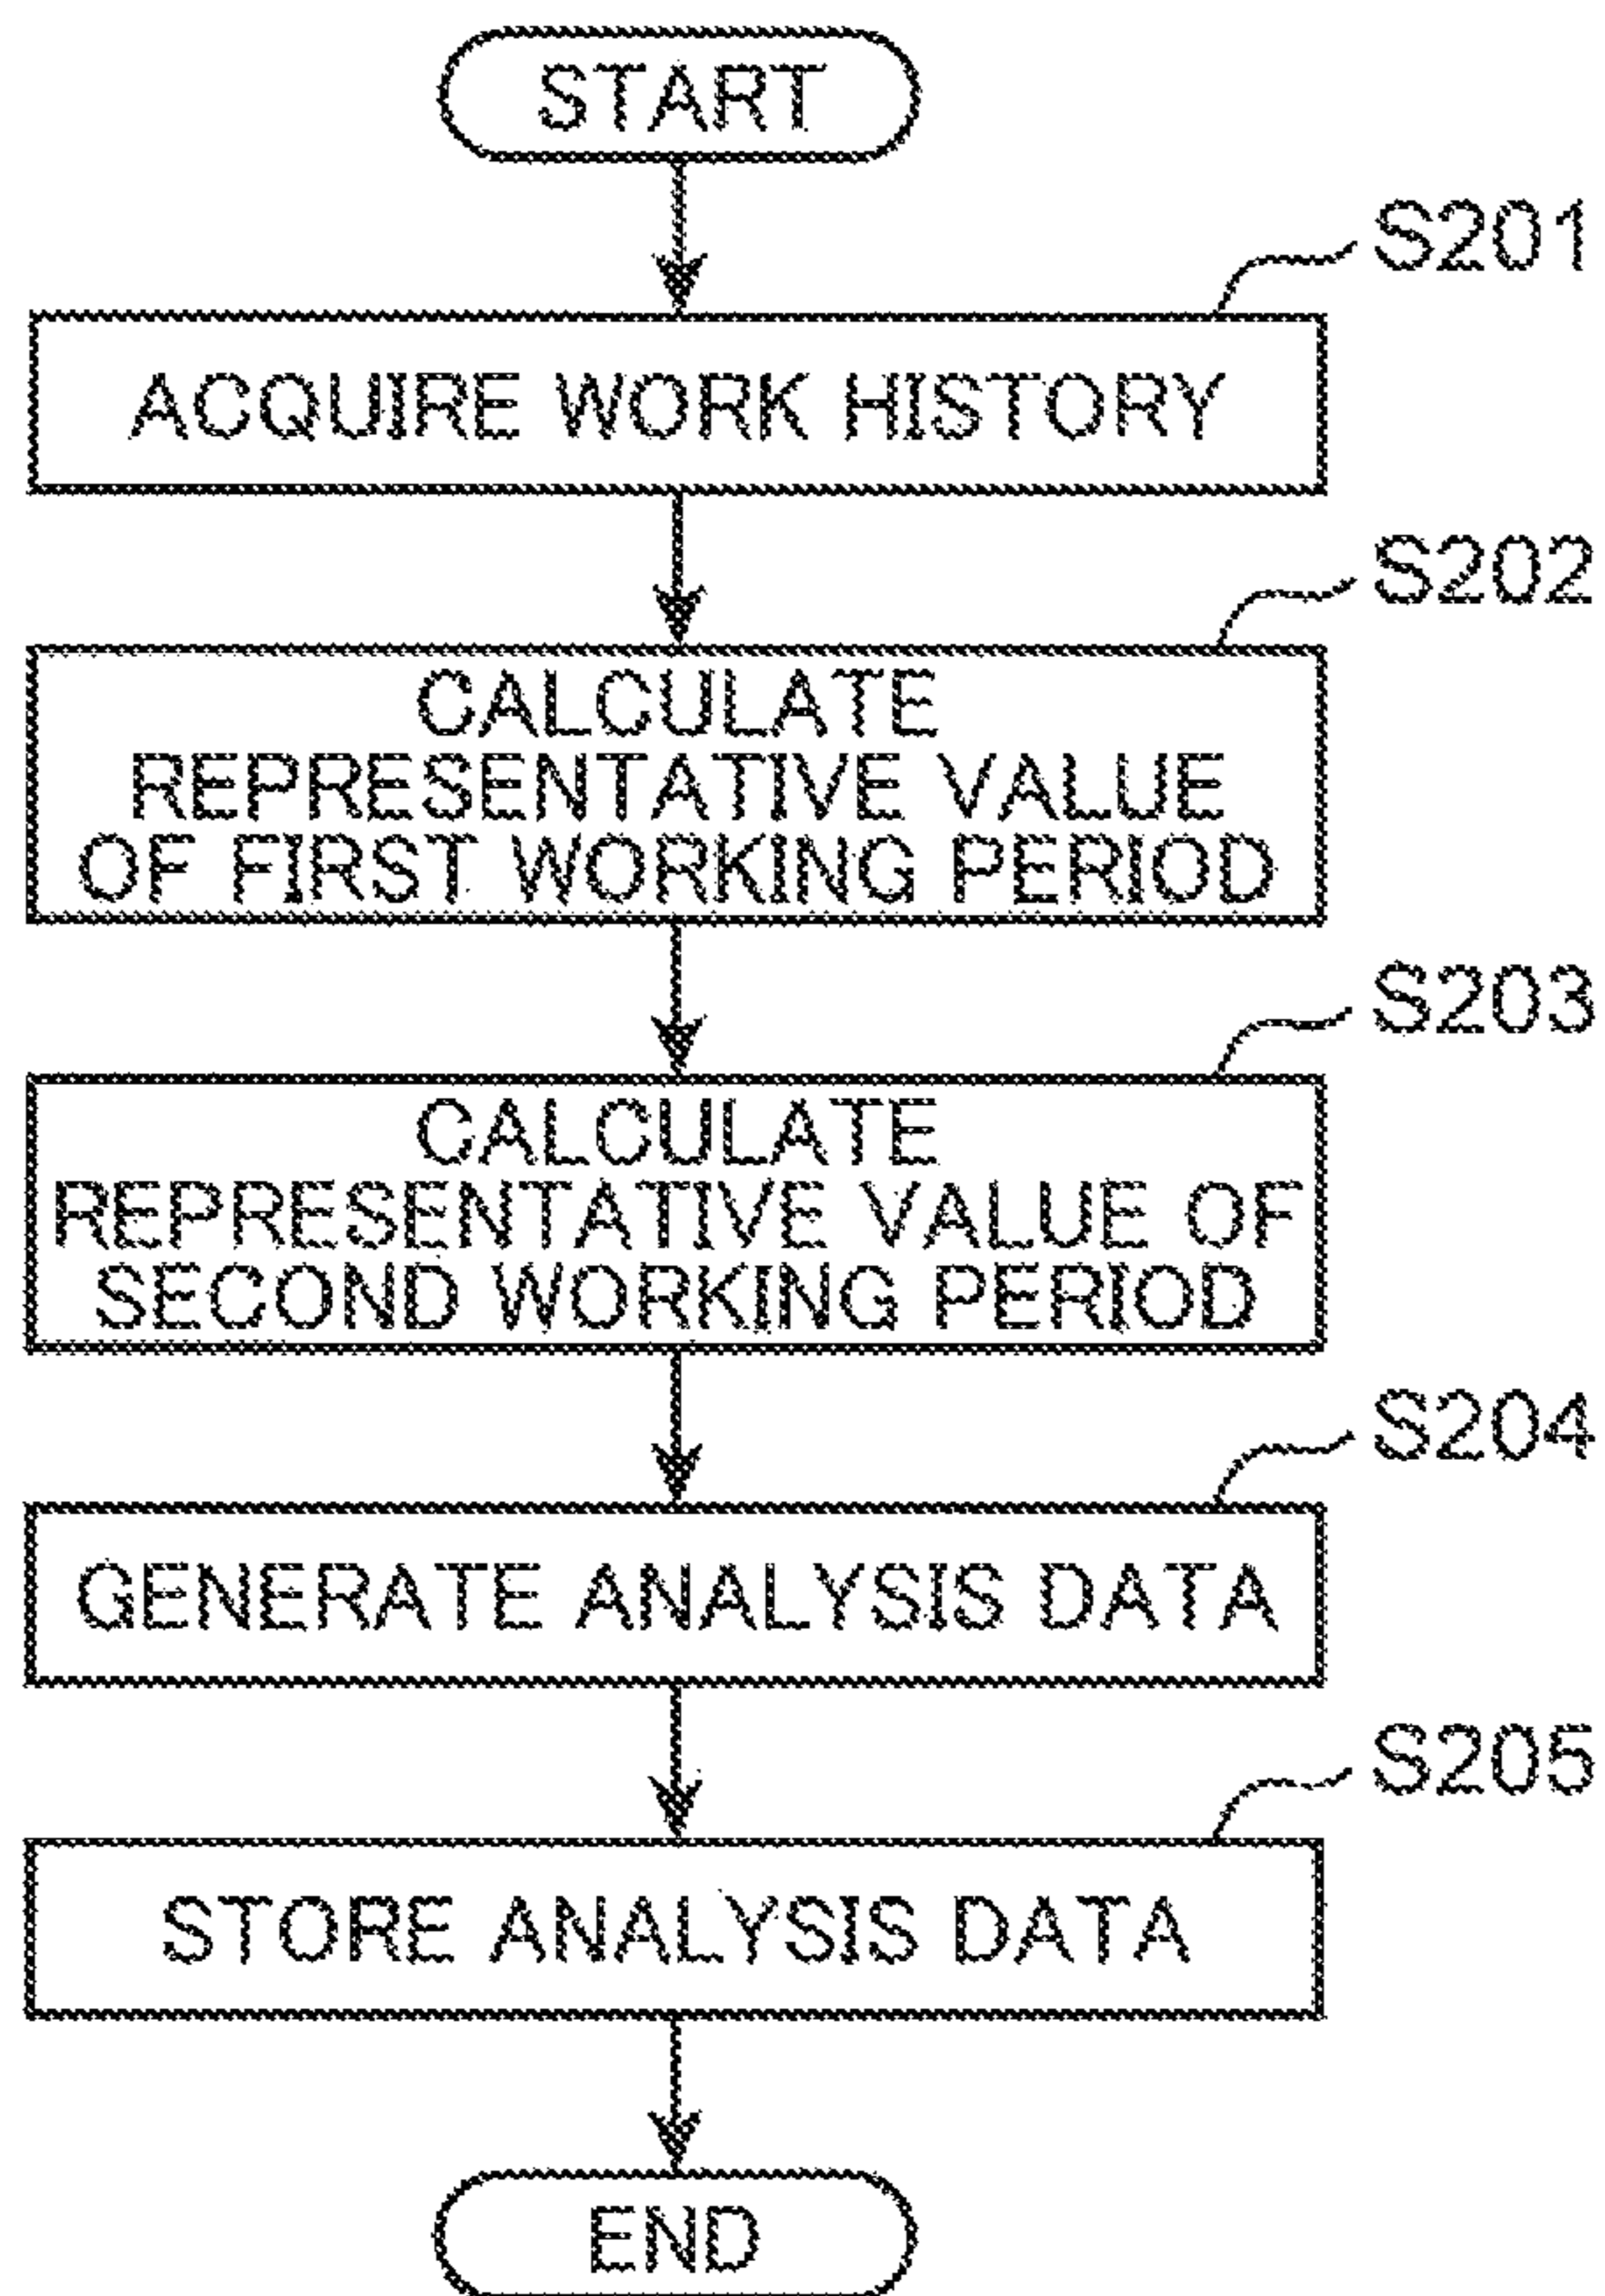 START
S201
ACQUIRE WORK HISTORY
S202
CALCULATE
REPRESENTATIVE VALUE
OF FIRST WORKING PERIOD
S203
CALCULATE
REPRESENTATIVE VALUE OF
SECOND WORKING PERIOD
S204
GENERATE ANALYSIS DATA
S205
STORE ANALYSIS DATA
END